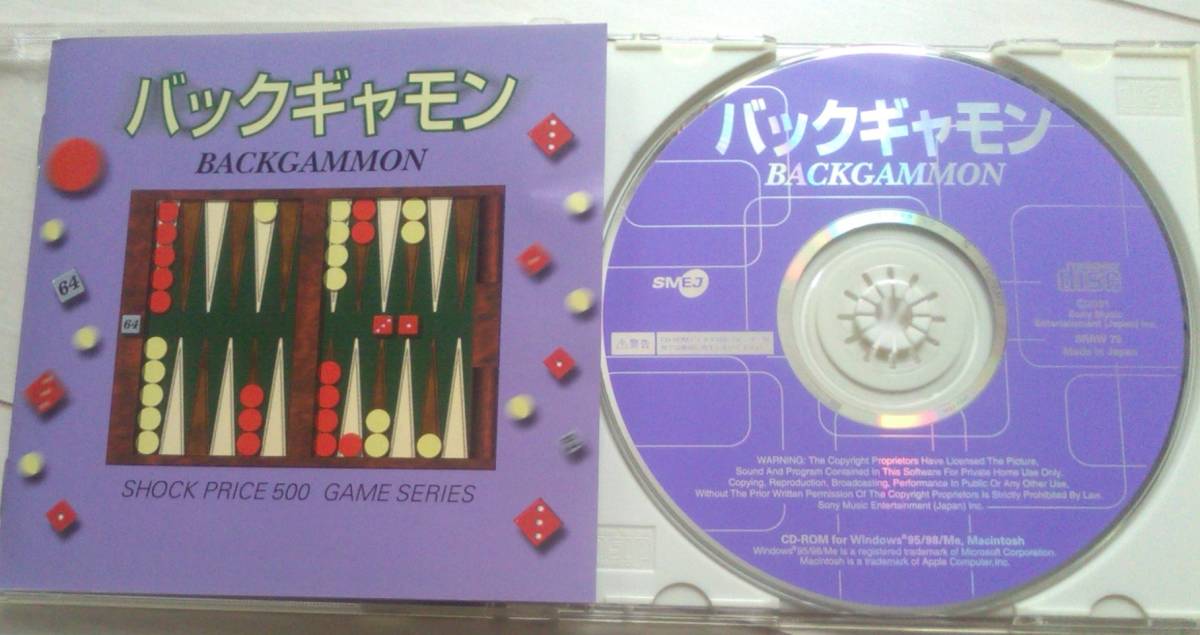 バックギャモン
BACKGAMMON
64
64
SHOCK PRICE 500 GAME SERIES
バックギャモン
BACKGAMMON
SMEJ
disc
Sony Music
Entertainment (Japan) Inc.
Made in Japan
警告
WARNING: The Copyright Proprietors Have Licensed The Picture,
Sound And Program Contained in This Software For Private Home Use Only.
Copying, Reproduction, Broadcasting, Performance In Public Or Any Other Use,
Without The Prior Written Permission Of The Copyright Proprietors Is Strictly Prohibited By Law.
Sony Music Entertainment (Japan) Inc.
CD-ROM for Windows®95/98/Me, Macintosh
Windows®95/98/Me is a registered trademark of Microsoft Corporation.
Macintosh is a trademark of Apple Computer,Inc.